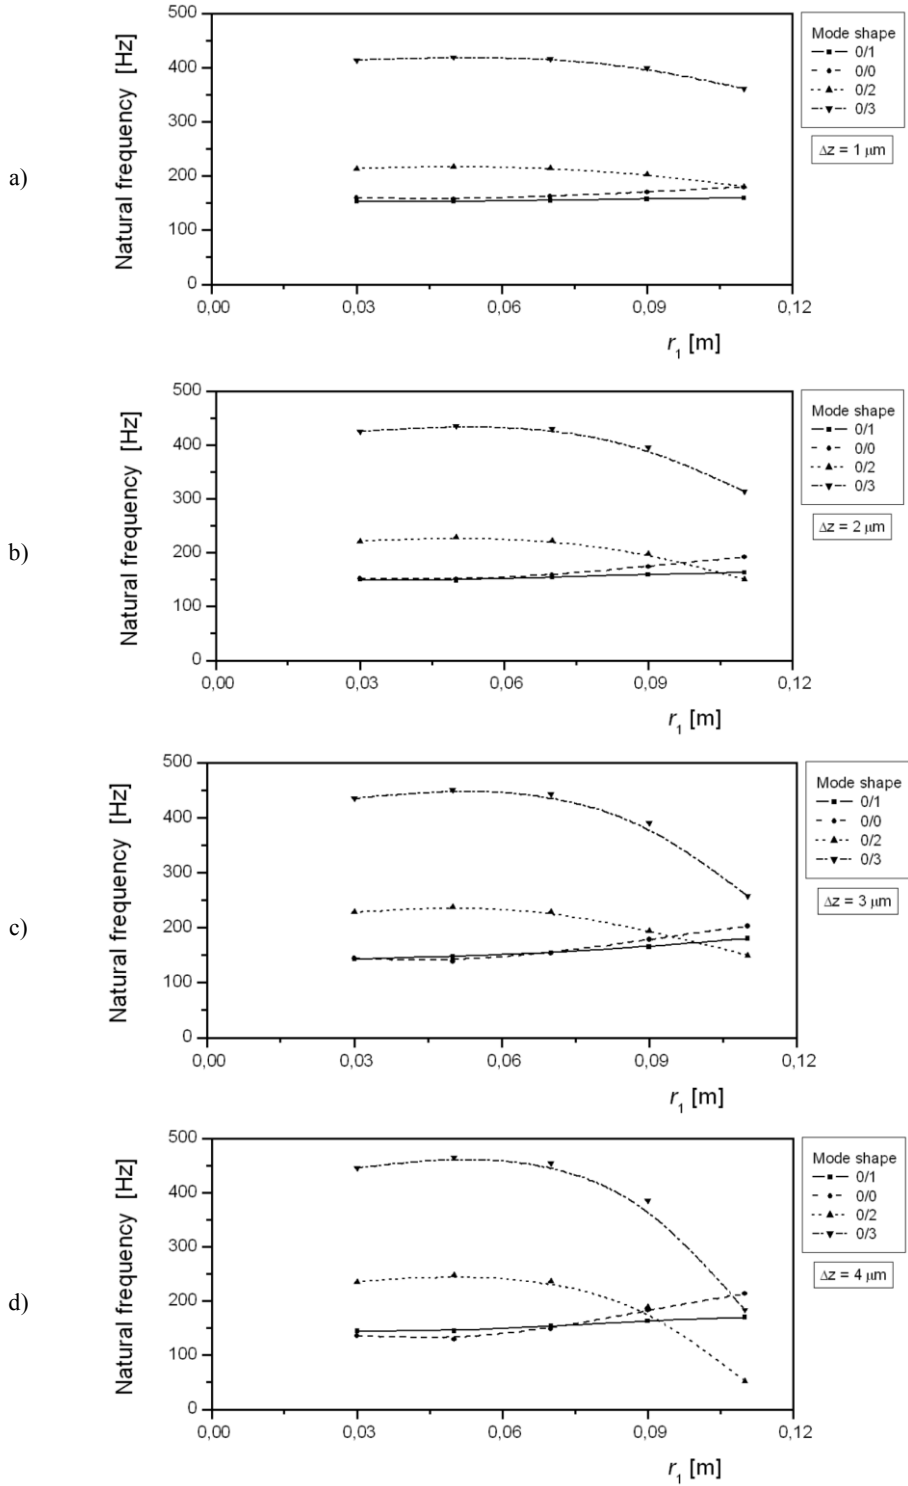 a)
Natural frequency [Hz]
500
400
300
200
100
0
0,00 0,03 0,06 0,09 0,12
r1 [m]
Mode shape
0/1
0/0
0/2
0/3
Δz = 1 μm
b)
Natural frequency [Hz]
500
400
300
200
100
0
0,00 0,03 0,06 0,09 0,12
r1 [m]
Mode shape
0/1
0/0
0/2
0/3
Δz = 2 μm
c)
Natural frequency [Hz]
500
400
300
200
100
0
0,00 0,03 0,06 0,09 0,12
r1 [m]
Mode shape
0/1
0/0
0/2
0/3
Δz = 3 μm
d)
Natural frequency [Hz]
500
400
300
200
100
0
0,00 0,03 0,06 0,09 0,12
r1 [m]
Mode shape
0/1
0/0
0/2
0/3
Δz = 4 μm